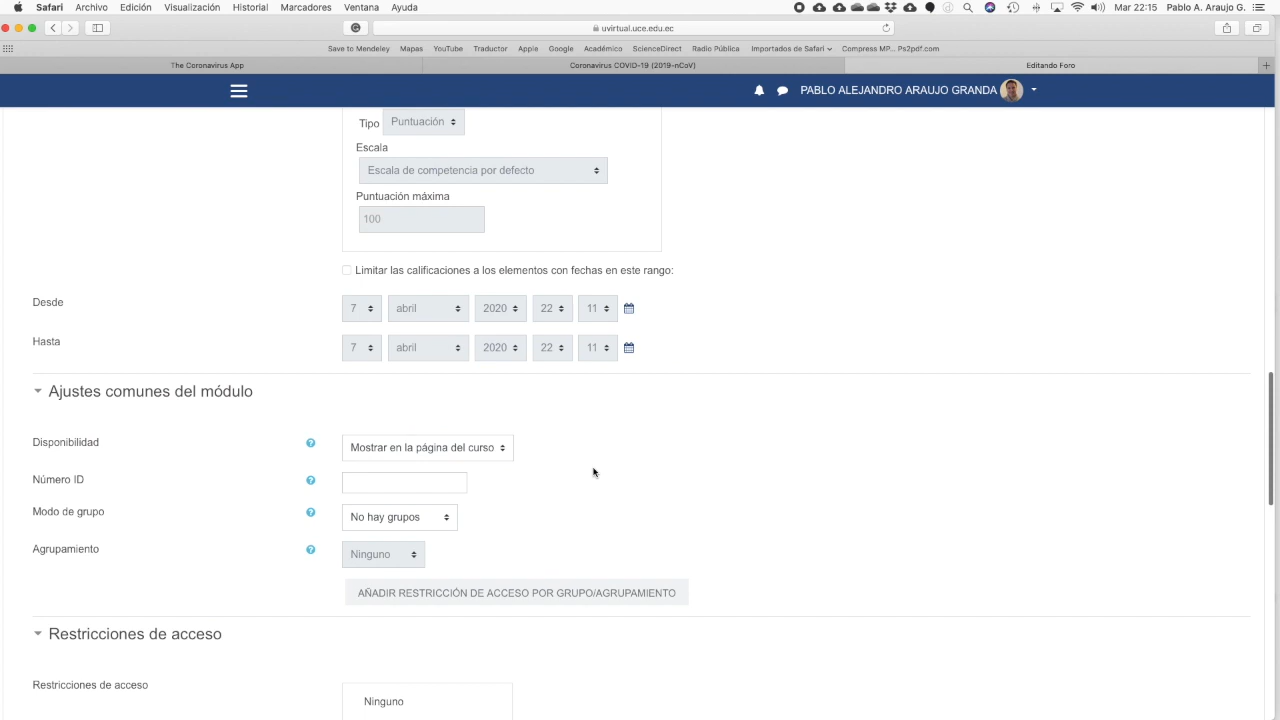 Safari Archivo Edición Visualización Historial Marcadores Ventana Ayuda Mar 22:15 Pablo A. Araujo G.
uvirtual.uce.edu.ec
Save to Mendeley Mapas YouTube Traductor Apple Google Académico ScienceDirect Radio Pública Importados de Safari Compress MP... Ps2pdf.com
The Coronavirus App Coronavirus COVID-19 (2019-nCoV) Editando Foro
PABLO ALEJANDRO ARAUJO GRANDA
Tipo Puntuación
Escala
Escala de competencia por defecto
Puntuación máxima
100
Limitar las calificaciones a los elementos con fechas en este rango:
Desde 7 abril 2020 22 11
Hasta 7 abril 2020 22 11
Ajustes comunes del módulo
Disponibilidad Mostrar en la página del curso
Número ID
Modo de grupo No hay grupos
Agrupamiento Ninguno
AÑADIR RESTRICCIÓN DE ACCESO POR GRUPO/AGRUPAMIENTO
Restricciones de acceso
Restricciones de acceso
Ninguno